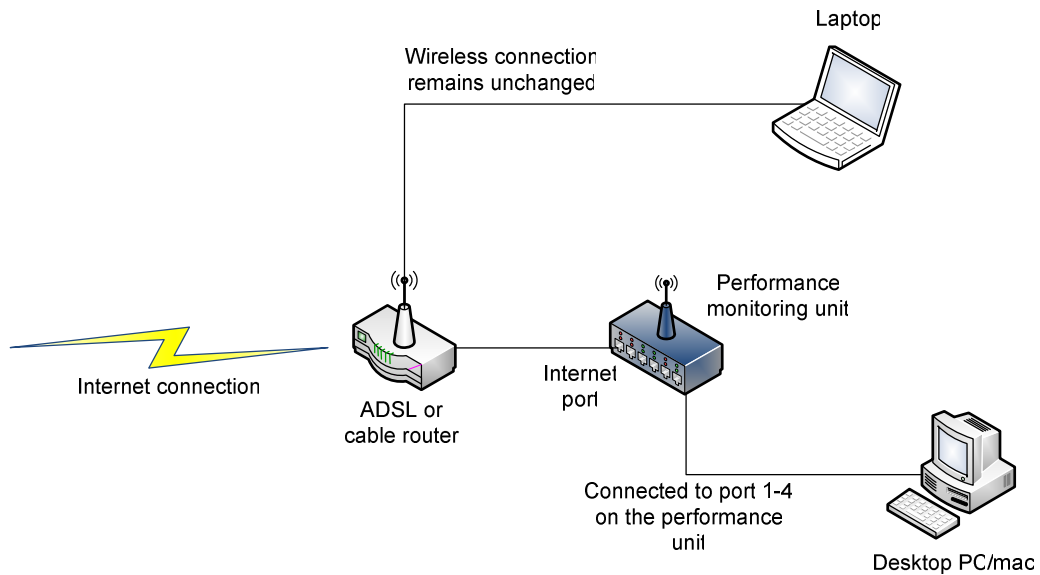 Laptop
Wireless connection
remains unchanged
Performance
monitoring unit
Internet connection
ADSL or
cable router
Internet
port
Connected to port 1-4
on the performance
unit
Desktop PC/mac